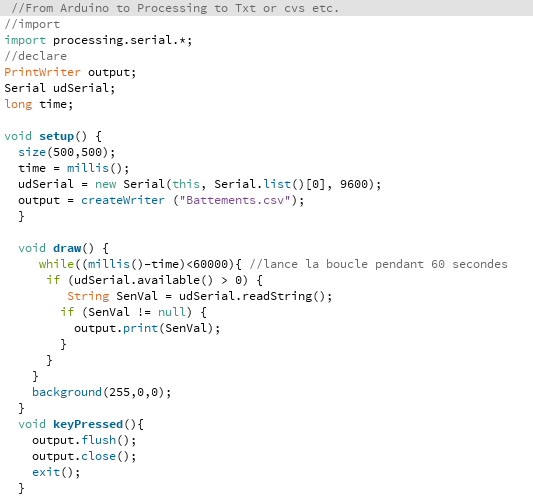 //From Arduino to Processing to Txt or cvs etc.
//import
import processing.serial.*;
//declare
PrintWriter output;
Serial udSerial;
long time;
void setup() {
size(500,500);
time = millis();
udSerial = new Serial(this, Serial.list()[0], 9600);
output = createWriter ("Battements.csv");
}
void draw() {
while((millis()-time)<60000){ //lance la boucle pendant 60 secondes
if (udSerial.available() > 0) {
String SenVal = udSerial.readString();
if (SenVal != null) {
output.print(SenVal);
}
}
}
background(255,0,0);
}
void keyPressed(){
output.flush();
output.close();
exit();
}